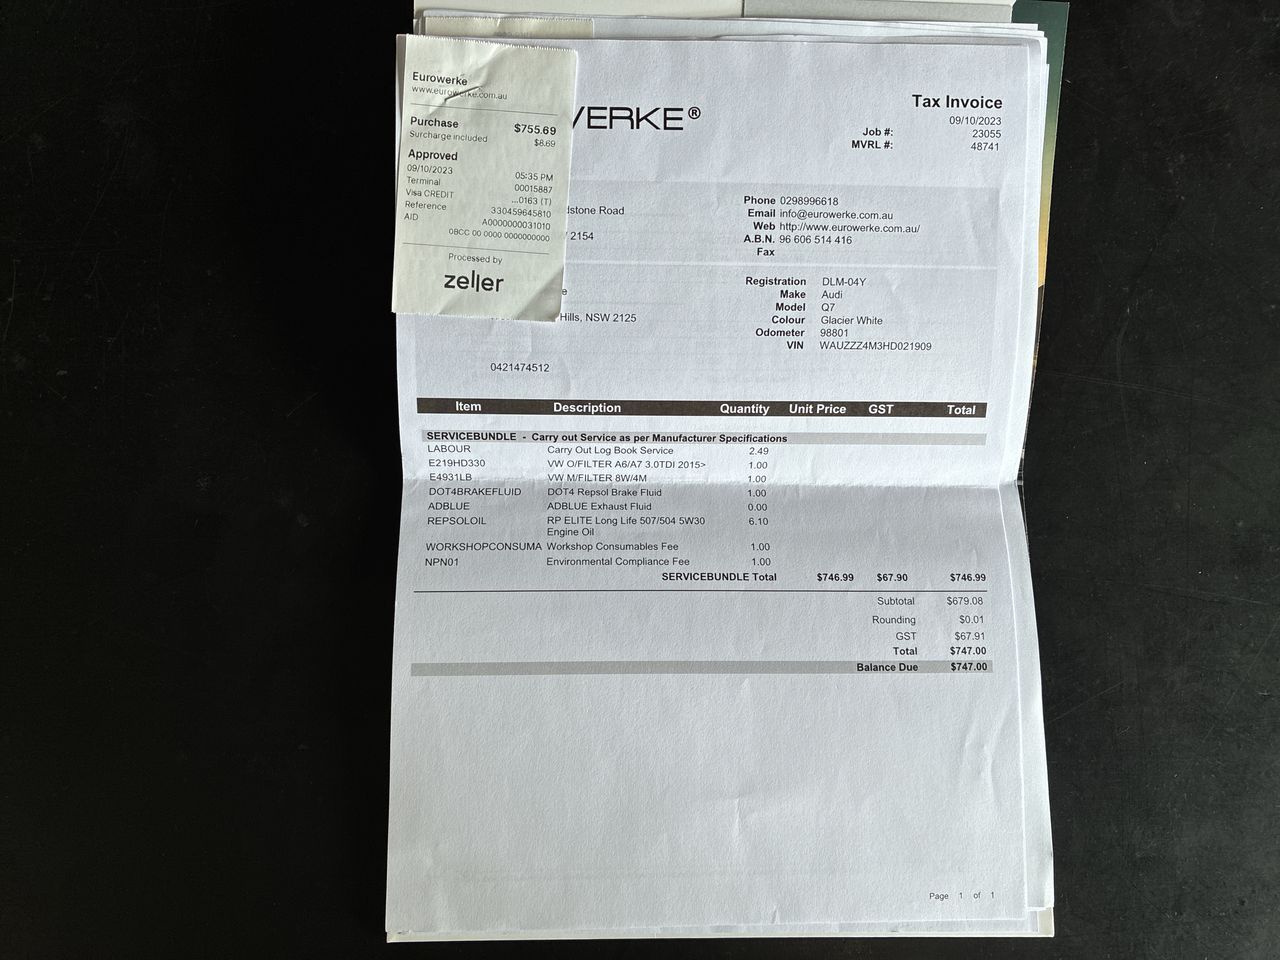 Eurowerke
www.eurowerke.com.au
Purchase $755.69
Surcharge included $8.69
Approved
09/10/2023 05:35 PM
Terminal 00015887
Visa CREDIT ...0163 (T)
Reference 330459645810
AID A0000000031010
0BCC 00 0000 0000000000
Processed by
zeller
WERKE®
Tax Invoice
09/10/2023
Job #: 23055
MVRL #: 48741
dstone Road
2154
Phone 0298996618
Email info@eurowerke.com.au
Web http://www.eurowerke.com.au/
A.B.N. 96 606 514 416
Fax
e
Hills, NSW 2125
0421474512
Registration DLM-04Y
Make Audi
Model Q7
Colour Glacier White
Odometer 98801
VIN WAUZZZ4M3HD021909
Item Description Quantity Unit Price GST Total
SERVICEBUNDLE - Carry out Service as per Manufacturer Specifications
LABOUR Carry Out Log Book Service 2.49
E219HD330 VW O/FILTER A6/A7 3.0TDI 2015> 1.00
E4931LB VW M/FILTER 8W/4M 1.00
DOT4BRAKEFLUID DOT4 Repsol Brake Fluid 1.00
ADBLUE ADBLUE Exhaust Fluid 0.00
REPSOLOIL RP ELITE Long Life 507/504 5W30 6.10
Engine Oil
WORKSHOPCONSUMA Workshop Consumables Fee 1.00
NPN01 Environmental Compliance Fee 1.00
SERVICEBUNDLE Total $746.99 $67.90 $746.99
Subtotal $679.08
Rounding $0.01
GST $67.91
Total $747.00
Balance Due $747.00
Page 1 of 1